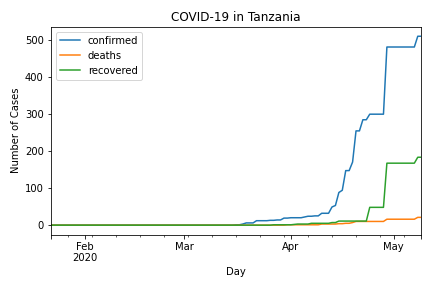 COVID-19 in Tanzania
confirmed
deaths
recovered
Number of Cases
500
400
300
200
100
0
Feb
2020
Mar
Apr
May
Day